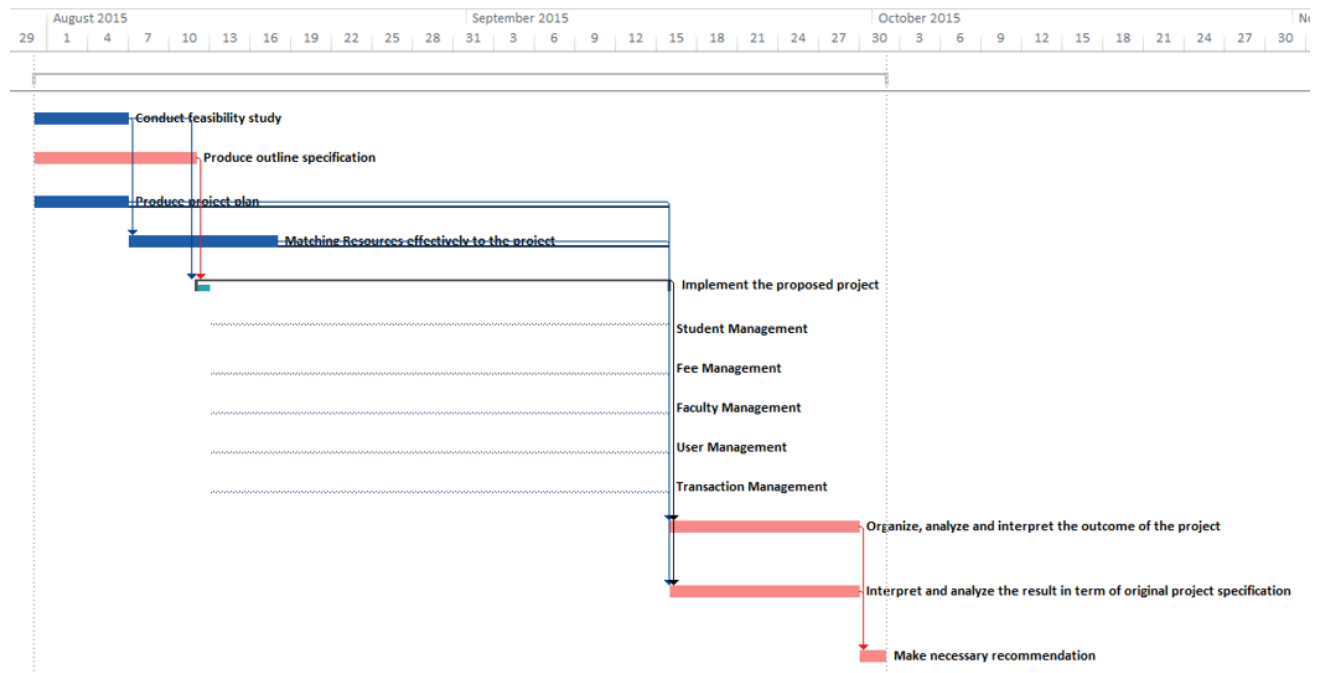 August 2015 September 2015 October 2015
29 1 4 7 10 13 16 19 22 25 28 31 3 6 9 12 15 18 21 24 27 30 3 6 9 12 15 18 21 24 27 30
Conduct feasibility study
Produce outline specification
Produce project plan
Matching Resources effectively to the project
Implement the proposed project
Student Management
Fee Management
Faculty Management
User Management
Transaction Management
Organize, analyze and interpret the outcome of the project
Interpret and analyze the result in term of original project specification
Make necessary recommendation